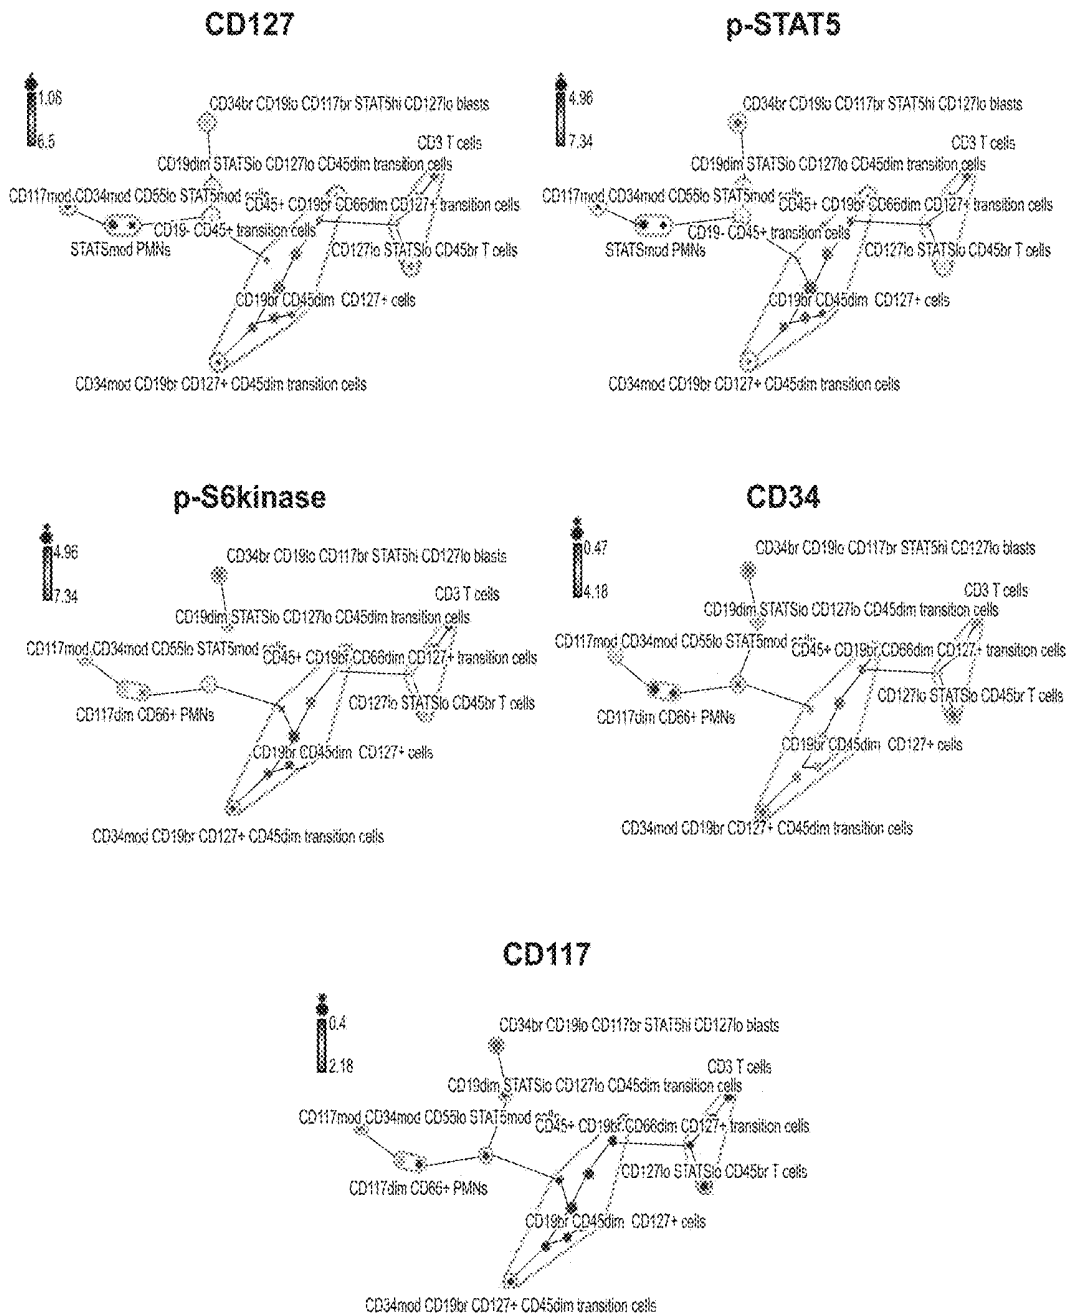 CD127
1.08
6.5
CD34br CD19lo CD117br STAT5hi CD127lo blasts
CD3 T cells
CD19dim STAT5lo CD127lo CD45dim transition cells
CD117mod CD34mod CD55lo STAT5mod cells
CD45+ CD19br CD66dim CD127+ transition cells
CD19- CD45+ transition cells
STAT5mod PMNs
CD127lo STAT5lo CD45br T cells
CD19br CD45dim CD127+ cells
CD34mod CD19br CD127+ CD45dim transition cells
p-STAT5
4.96
7.34
CD34br CD19lo CD117br STAT5hi CD127lo blasts
CD3 T cells
CD19dim STAT5lo CD127lo CD45dim transition cells
CD117mod CD34mod CD55lo STAT5mod cells
CD45+ CD19br CD66dim CD127+ transition cells
CD19- CD45+ transition cells
STAT5mod PMNs
CD127lo STAT5lo CD45br T cells
CD19br CD45dim CD127+ cells
CD34mod CD19br CD127+ CD45dim transition cells
p-S6kinase
4.96
7.34
CD34br CD19lo CD117br STAT5hi CD127lo blasts
CD3 T cells
CD19dim STAT5lo CD127lo CD45dim transition cells
CD117mod CD34mod CD55lo STAT5mod cells
CD45+ CD19br CD66dim CD127+ transition cells
CD127lo STAT5lo CD45br T cells
CD117dim CD66+ PMNs
CD19br CD45dim CD127+ cells
CD34mod CD19br CD127+ CD45dim transition cells
CD34
0.47
4.18
CD34br CD19lo CD117br STAT5hi CD127lo blasts
CD3 T cells
CD19dim STAT5lo CD127lo CD45dim transition cells
CD117mod CD34mod CD55lo STAT5mod cells
CD45+ CD19br CD66dim CD127+ transition cells
CD127lo STAT5lo CD45br T cells
CD117dim CD66+ PMNs
CD19br CD45dim CD127+ cells
CD34mod CD19br CD127+ CD45dim transition cells
CD117
0.4
2.18
CD34br CD19lo CD117br STAT5hi CD127lo blasts
CD3 T cells
CD19dim STAT5lo CD127lo CD45dim transition cells
CD117mod CD34mod CD55lo STAT5mod cells
CD45+ CD19br CD66dim CD127+ transition cells
CD127lo STAT5lo CD45br T cells
CD117dim CD66+ PMNs
CD19br CD45dim CD127+ cells
CD34mod CD19br CD127+ CD45dim transition cells